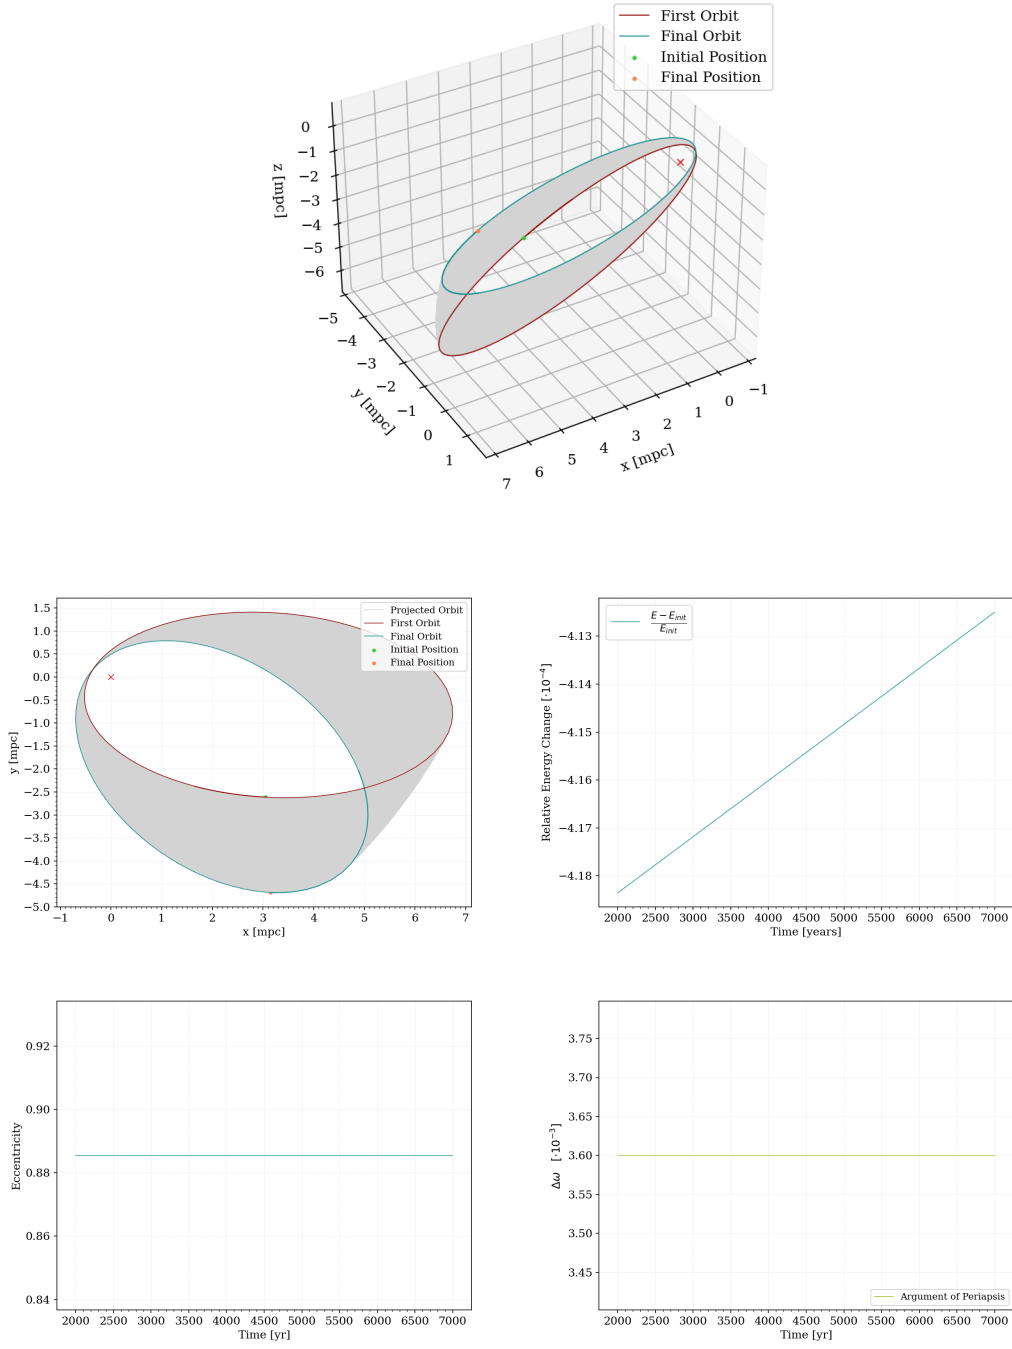 First Orbit
Final Orbit
Initial Position
Final Position
0
−1
−2
−3
−4
−5
−6
z [mpc]
−5
−4
−3
−2
−1
0
1
y [mpc]
7
6
5
4
3
2
1
0
−1
x [mpc]
1.5
1.0
0.5
0.0
−0.5
−1.0
−1.5
−2.0
−2.5
−3.0
−3.5
−4.0
−4.5
−5.0
y [mpc]
Projected Orbit
First Orbit
Final Orbit
Initial Position
Final Position
−1 0 1 2 3 4 5 6 7
x [mpc]
−4.13
−4.14
−4.15
−4.16
−4.17
−4.18
Relative Energy Change [·10⁻⁴]
E − E_init
E_init
2000 2500 3000 3500 4000 4500 5000 5500 6000 6500 7000
Time [years]
0.92
0.90
0.88
0.86
0.84
Eccentricity
2000 2500 3000 3500 4000 4500 5000 5500 6000 6500 7000
Time [yr]
3.75
3.70
3.65
3.60
3.55
3.50
3.45
Δω [·10⁻³]
Argument of Periapsis
2000 2500 3000 3500 4000 4500 5000 5500 6000 6500 7000
Time [yr]